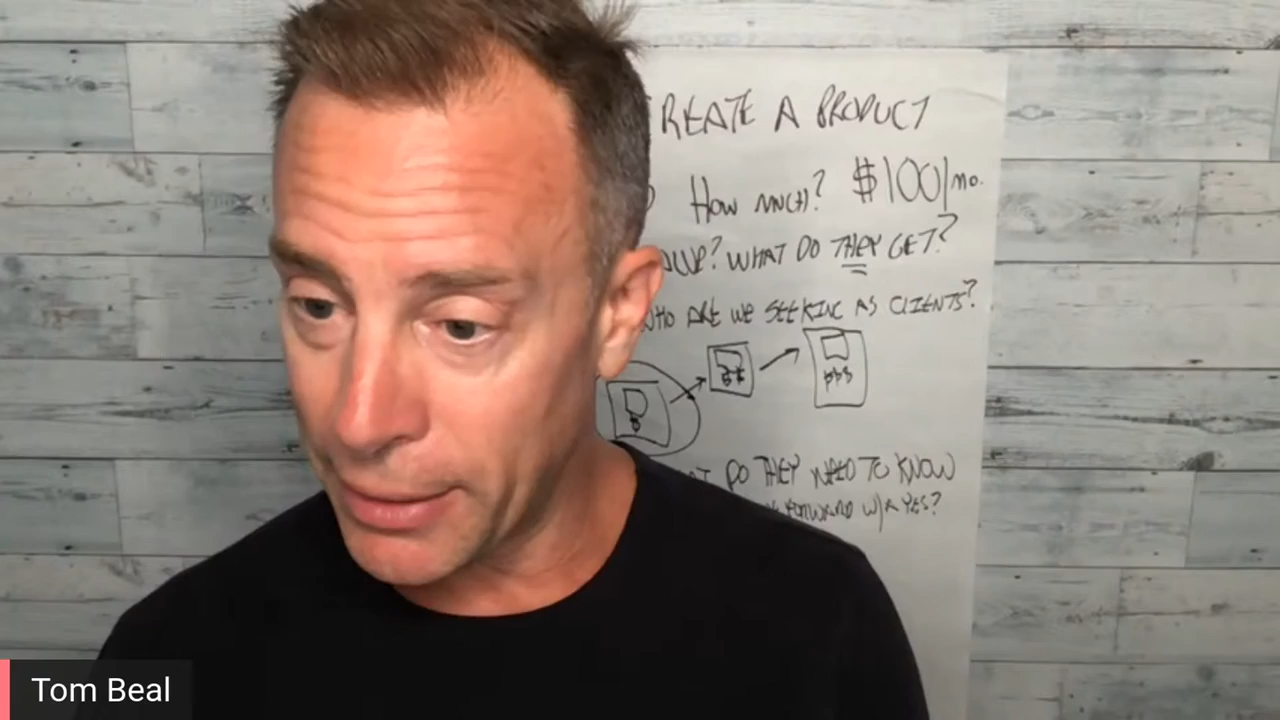 REATE A PRODUCT
How MUCH? $100/mo.
WHAT DO THEY GET?
WHO ARE WE SEEKING AS CLIENTS?
DO THEY NEED TO KNOW
FORWARD W/A YES?
Tom Beal